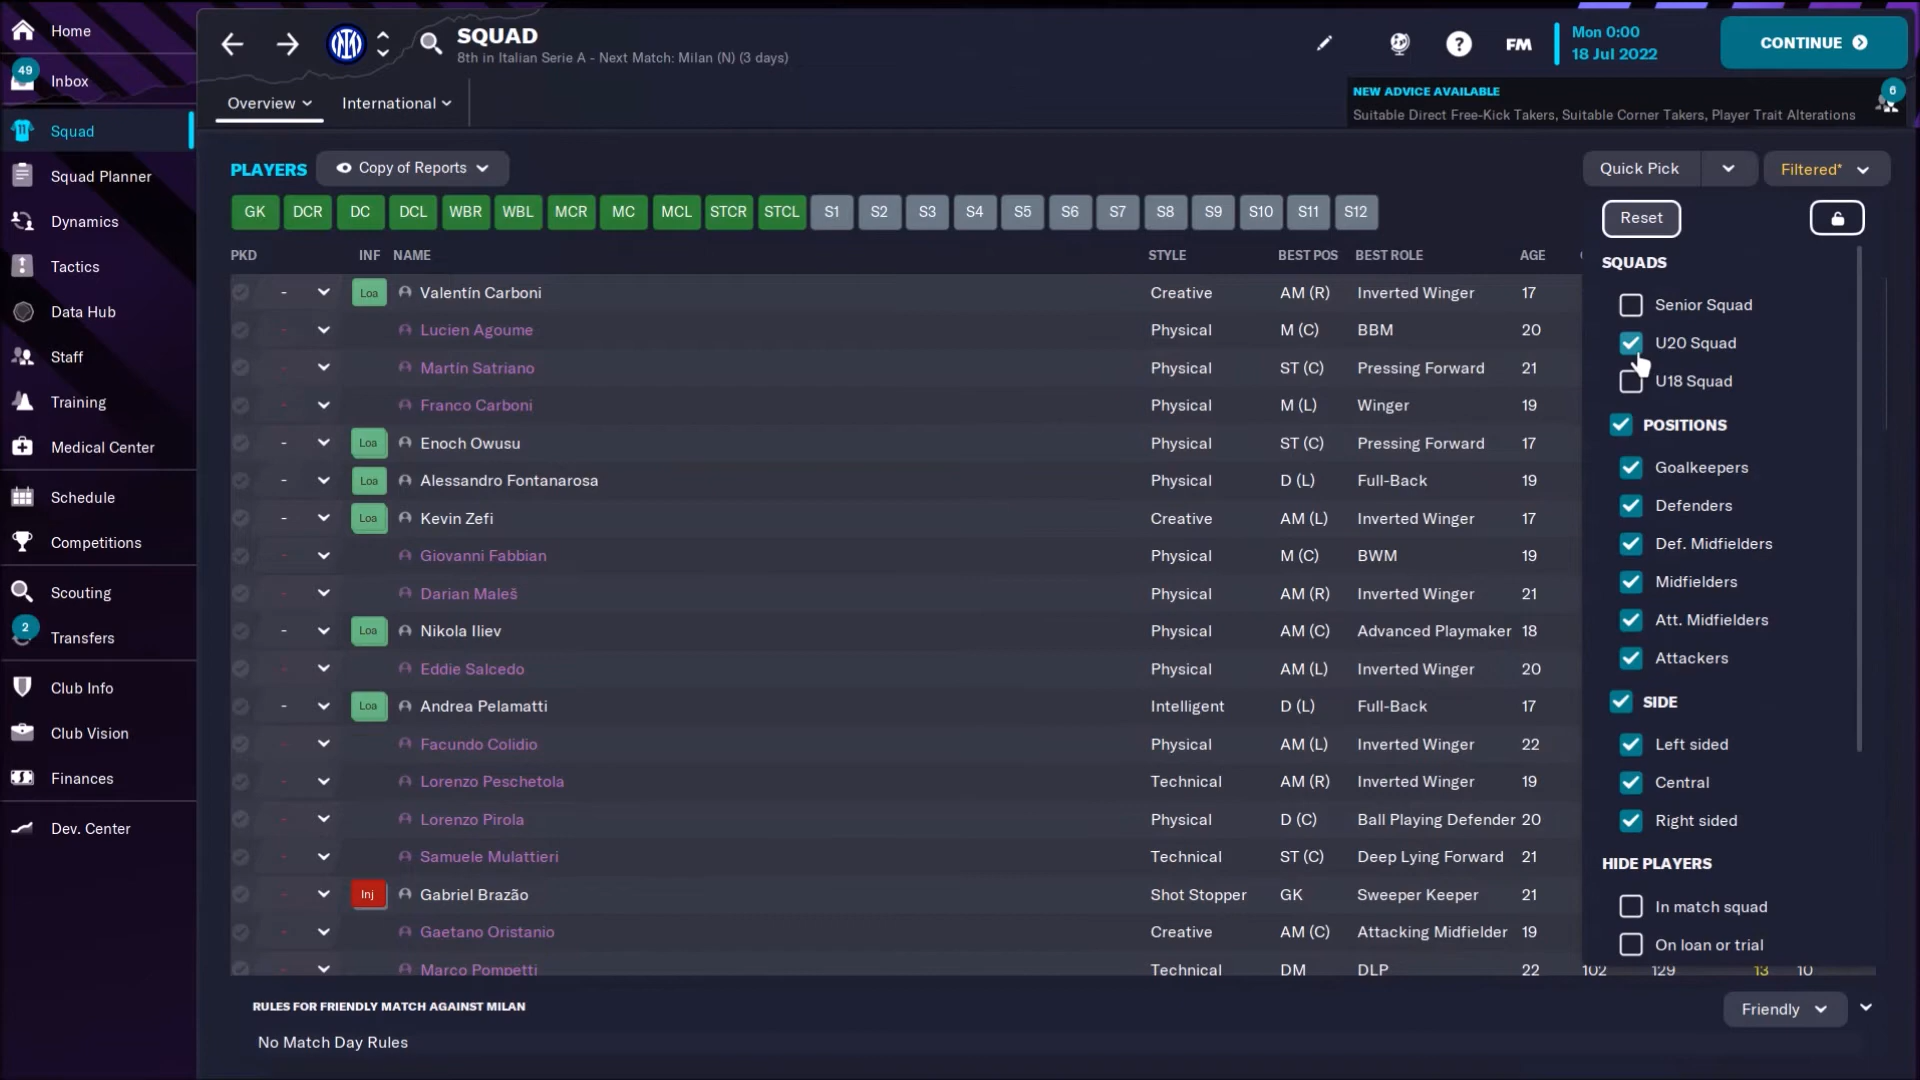 Home
49
Inbox
Squad
Squad Planner
Dynamics
Tactics
Data Hub
Staff
Training
Medical Center
Schedule
Competitions
Scouting
2
Transfers
Club Info
Club Vision
Finances
Dev. Center
SQUAD
8th in Italian Serie A - Next Match: Milan (N) (3 days)
?
FM
Mon 0:00
18 Jul 2022
CONTINUE
Overview
International
NEW ADVICE AVAILABLE
6
Suitable Direct Free-Kick Takers, Suitable Corner Takers, Player Trait Alterations
PLAYERS
Copy of Reports
Quick Pick
Filtered*
GK DCR DC DCL WBR WBL MCR MC MCL STCR STCL S1 S2 S3 S4 S5 S6 S7 S8 S9 S10 S11 S12
PKD INF NAME STYLE BEST POS BEST ROLE AGE
- Loa Valentín Carboni Creative AM (R) Inverted Winger 17
- Lucien Agoume Physical M (C) BBM 20
- Martín Satriano Physical ST (C) Pressing Forward 21
- Franco Carboni Physical M (L) Winger 19
- Loa Enoch Owusu Physical ST (C) Pressing Forward 17
- Loa Alessandro Fontanarosa Physical D (L) Full-Back 19
- Loa Kevin Zefi Creative AM (L) Inverted Winger 17
- Giovanni Fabbian Physical M (C) BWM 19
- Darian Maleš Physical AM (R) Inverted Winger 21
- Loa Nikola Iliev Physical AM (C) Advanced Playmaker 18
- Eddie Salcedo Physical AM (L) Inverted Winger 20
- Loa Andrea Pelamatti Intelligent D (L) Full-Back 17
- Facundo Colidio Physical AM (L) Inverted Winger 22
- Lorenzo Peschetola Technical AM (R) Inverted Winger 19
- Lorenzo Pirola Physical D (C) Ball Playing Defender 20
- Samuele Mulattieri Technical ST (C) Deep Lying Forward 21
- Inj Gabriel Brazão Shot Stopper GK Sweeper Keeper 21
- Gaetano Oristanio Creative AM (C) Attacking Midfielder 19
- Marco Pompetti Technical DM DLP 22 102 129 13 10
Reset
SQUADS
Senior Squad
U20 Squad
U18 Squad
POSITIONS
Goalkeepers
Defenders
Def. Midfielders
Midfielders
Att. Midfielders
Attackers
SIDE
Left sided
Central
Right sided
HIDE PLAYERS
In match squad
On loan or trial
RULES FOR FRIENDLY MATCH AGAINST MILAN
Friendly
No Match Day Rules